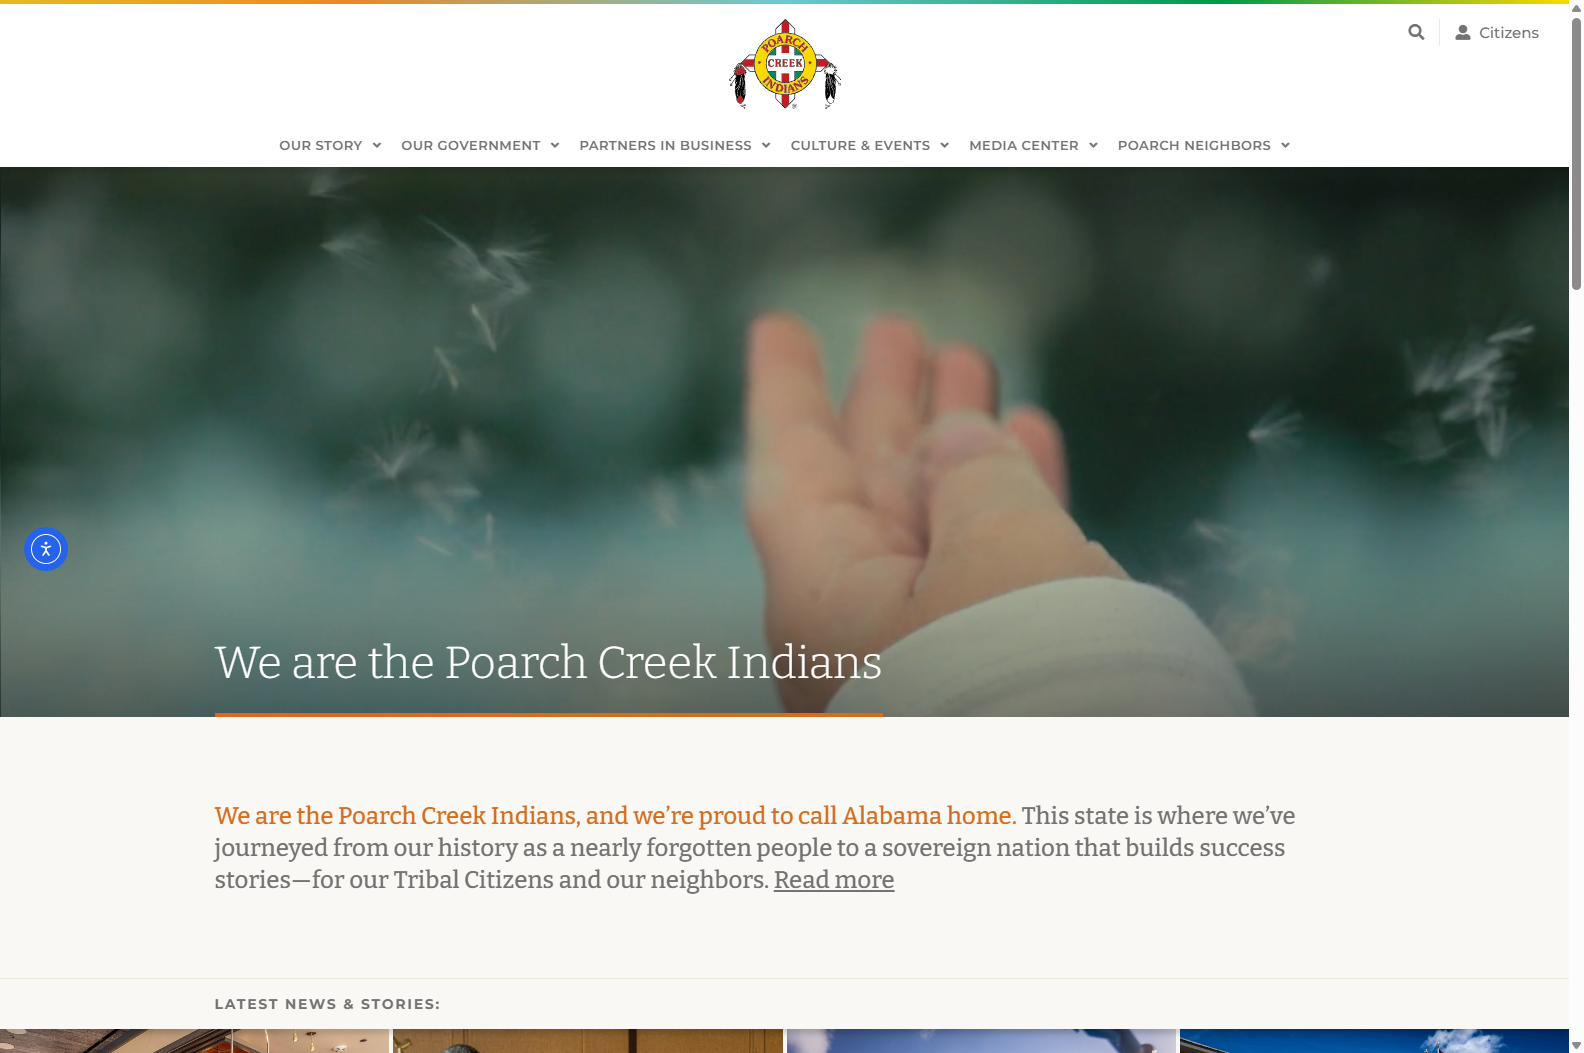 POARCH
CREEK
INDIANS
Citizens
OUR STORY
OUR GOVERNMENT
PARTNERS IN BUSINESS
CULTURE & EVENTS
MEDIA CENTER
POARCH NEIGHBORS
We are the Poarch Creek Indians
We are the Poarch Creek Indians, and we’re proud to call Alabama home. This state is where we’ve
journeyed from our history as a nearly forgotten people to a sovereign nation that builds success
stories—for our Tribal Citizens and our neighbors. Read more
LATEST NEWS & STORIES: